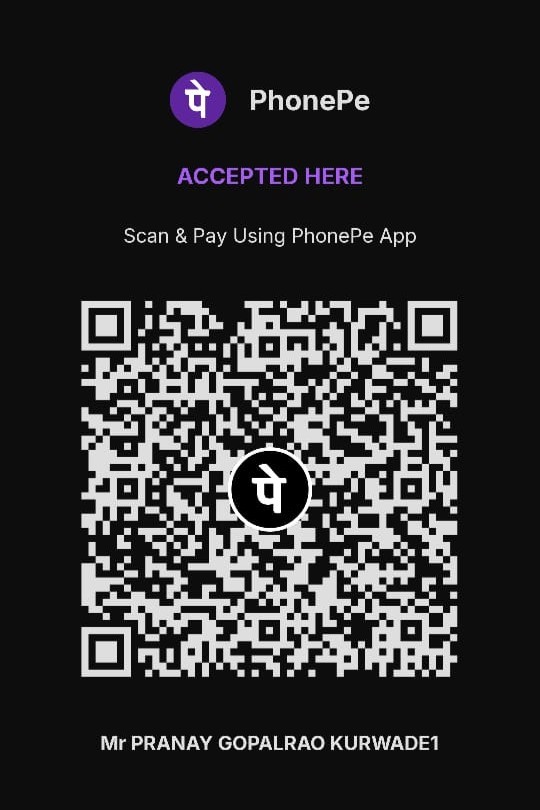 पे PhonePe
ACCEPTED HERE
Scan & Pay Using PhonePe App
पे
Mr PRANAY GOPALRAO KURWADE1